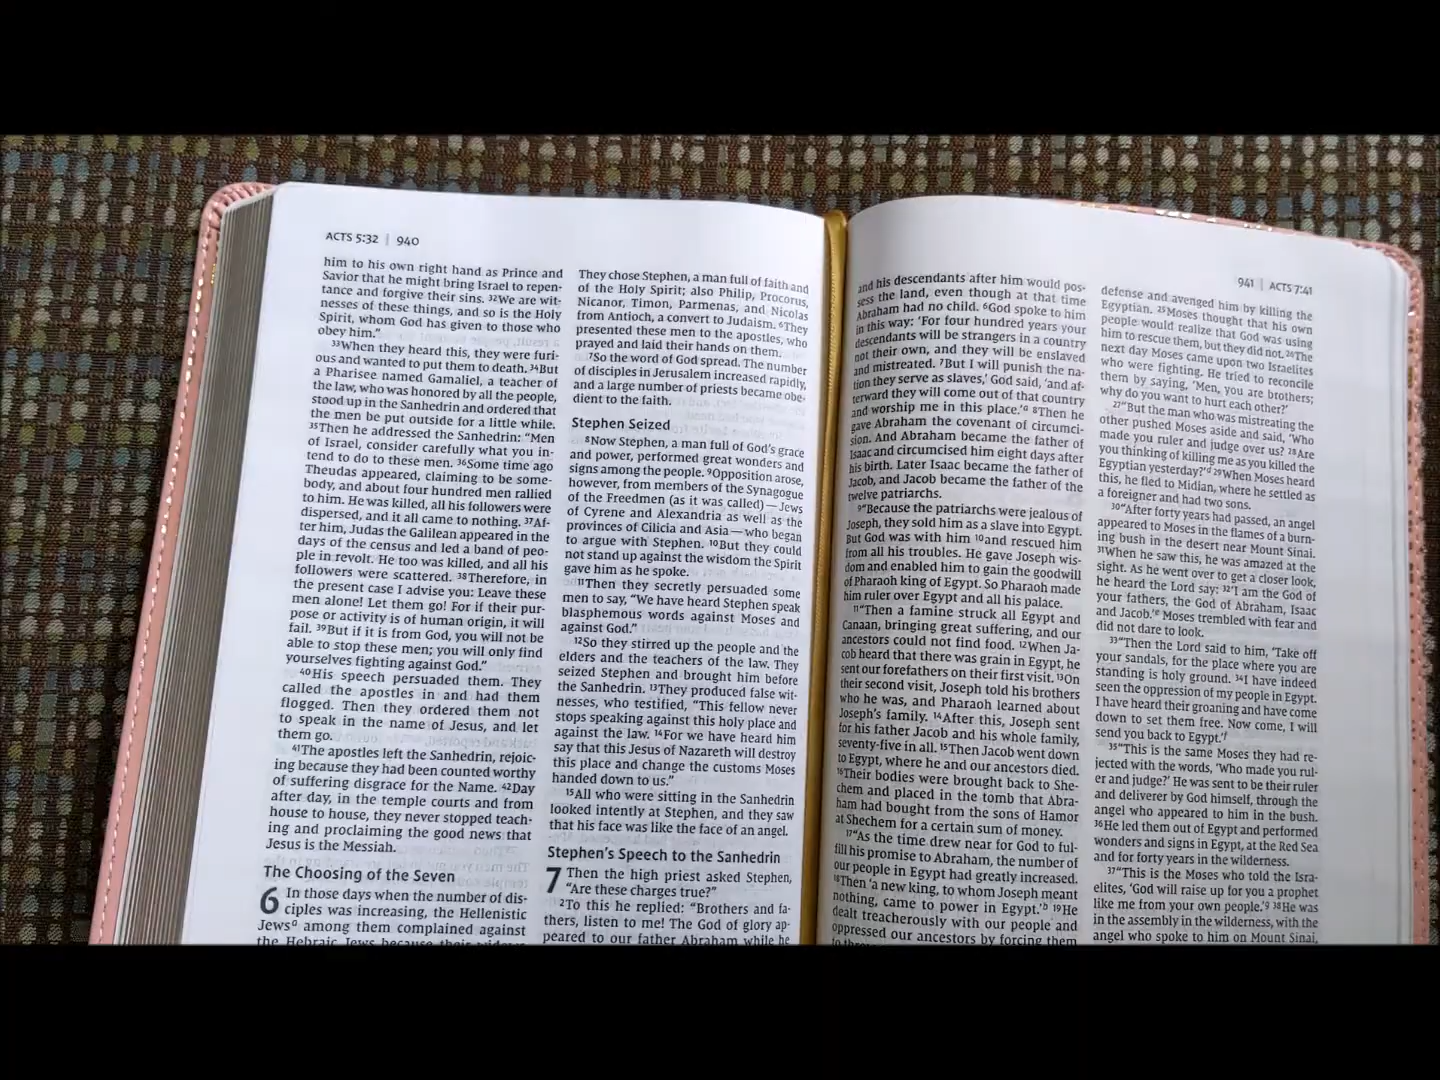 ACTS 5:32 | 940
him to his own right hand as Prince and
Savior that he might bring Israel to repen-
tance and forgive their sins. ³²We are wit-
nesses of these things, and so is the Holy
Spirit, whom God has given to those who
obey him.”
³³When they heard this, they were furi-
ous and wanted to put them to death. ³⁴But
a Pharisee named Gamaliel, a teacher of
the law, who was honored by all the people,
stood up in the Sanhedrin and ordered that
the men be put outside for a little while.
³⁵Then he addressed the Sanhedrin: “Men
of Israel, consider carefully what you in-
tend to do to these men. ³⁶Some time ago
Theudas appeared, claiming to be some-
body, and about four hundred men rallied
to him. He was killed, all his followers were
dispersed, and it all came to nothing. ³⁷Af-
ter him, Judas the Galilean appeared in the
days of the census and led a band of peo-
ple in revolt. He too was killed, and all his
followers were scattered. ³⁸Therefore, in
the present case I advise you: Leave these
men alone! Let them go! For if their pur-
pose or activity is of human origin, it will
fail. ³⁹But if it is from God, you will not be
able to stop these men; you will only find
yourselves fighting against God.”
⁴⁰His speech persuaded them. They
called the apostles in and had them
flogged. Then they ordered them not
to speak in the name of Jesus, and let
them go.
⁴¹The apostles left the Sanhedrin, rejoic-
ing because they had been counted worthy
of suffering disgrace for the Name. ⁴²Day
after day, in the temple courts and from
house to house, they never stopped teach-
ing and proclaiming the good news that
Jesus is the Messiah.
The Choosing of the Seven
6 In those days when the number of dis-
ciples was increasing, the Hellenistic
Jewsᵃ among them complained against
the Hebraic Jews because their widows
They chose Stephen, a man full of faith and
of the Holy Spirit; also Philip, Procorus,
Nicanor, Timon, Parmenas, and Nicolas
from Antioch, a convert to Judaism. ⁶They
presented these men to the apostles, who
prayed and laid their hands on them.
⁷So the word of God spread. The number
of disciples in Jerusalem increased rapidly,
and a large number of priests became obe-
dient to the faith.
Stephen Seized
⁸Now Stephen, a man full of God’s grace
and power, performed great wonders and
signs among the people. ⁹Opposition arose,
however, from members of the Synagogue
of the Freedmen (as it was called) — Jews
of Cyrene and Alexandria as well as the
provinces of Cilicia and Asia — who began
to argue with Stephen. ¹⁰But they could
not stand up against the wisdom the Spirit
gave him as he spoke.
¹¹Then they secretly persuaded some
men to say, “We have heard Stephen speak
blasphemous words against Moses and
against God.”
¹²So they stirred up the people and the
elders and the teachers of the law. They
seized Stephen and brought him before
the Sanhedrin. ¹³They produced false wit-
nesses, who testified, “This fellow never
stops speaking against this holy place and
against the law. ¹⁴For we have heard him
say that this Jesus of Nazareth will destroy
this place and change the customs Moses
handed down to us.”
¹⁵All who were sitting in the Sanhedrin
looked intently at Stephen, and they saw
that his face was like the face of an angel.
Stephen’s Speech to the Sanhedrin
7 Then the high priest asked Stephen,
“Are these charges true?”
²To this he replied: “Brothers and fa-
thers, listen to me! The God of glory ap-
peared to our father Abraham while he
941 | ACTS 7:41
and his descendants after him would pos-
sess the land, even though at that time
Abraham had no child. ⁶God spoke to him
in this way: ‘For four hundred years your
descendants will be strangers in a country
not their own, and they will be enslaved
and mistreated. ⁷But I will punish the na-
tion they serve as slaves,’ God said, ‘and af-
terward they will come out of that country
and worship me in this place.’ᵃ ⁸Then he
gave Abraham the covenant of circumci-
sion. And Abraham became the father of
Isaac and circumcised him eight days after
his birth. Later Isaac became the father of
Jacob, and Jacob became the father of the
twelve patriarchs.
⁹“Because the patriarchs were jealous of
Joseph, they sold him as a slave into Egypt.
But God was with him ¹⁰and rescued him
from all his troubles. He gave Joseph wis-
dom and enabled him to gain the goodwill
of Pharaoh king of Egypt. So Pharaoh made
him ruler over Egypt and all his palace.
¹¹“Then a famine struck all Egypt and
Canaan, bringing great suffering, and our
ancestors could not find food. ¹²When Ja-
cob heard that there was grain in Egypt, he
sent our forefathers on their first visit. ¹³On
their second visit, Joseph told his brothers
who he was, and Pharaoh learned about
Joseph’s family. ¹⁴After this, Joseph sent
for his father Jacob and his whole family,
seventy-five in all. ¹⁵Then Jacob went down
to Egypt, where he and our ancestors died.
¹⁶Their bodies were brought back to She-
chem and placed in the tomb that Abra-
ham had bought from the sons of Hamor
at Shechem for a certain sum of money.
¹⁷“As the time drew near for God to ful-
fill his promise to Abraham, the number of
our people in Egypt had greatly increased.
¹⁸Then ‘a new king, to whom Joseph meant
nothing, came to power in Egypt.’ᵇ ¹⁹He
dealt treacherously with our people and
oppressed our ancestors by forcing them
defense and avenged him by killing the
Egyptian. ²⁵Moses thought that his own
people would realize that God was using
him to rescue them, but they did not. ²⁶The
next day Moses came upon two Israelites
who were fighting. He tried to reconcile
them by saying, ‘Men, you are brothers;
why do you want to hurt each other?’
²⁷“But the man who was mistreating the
other pushed Moses aside and said, ‘Who
made you ruler and judge over us? ²⁸Are
you thinking of killing me as you killed the
Egyptian yesterday?’ᵈ ²⁹When Moses heard
this, he fled to Midian, where he settled as
a foreigner and had two sons.
³⁰“After forty years had passed, an angel
appeared to Moses in the flames of a burn-
ing bush in the desert near Mount Sinai.
³¹When he saw this, he was amazed at the
sight. As he went over to get a closer look,
he heard the Lord say: ³²‘I am the God of
your fathers, the God of Abraham, Isaac
and Jacob.’ᵉ Moses trembled with fear and
did not dare to look.
³³“Then the Lord said to him, ‘Take off
your sandals, for the place where you are
standing is holy ground. ³⁴I have indeed
seen the oppression of my people in Egypt.
I have heard their groaning and have come
down to set them free. Now come, I will
send you back to Egypt.’ᶠ
³⁵“This is the same Moses they had re-
jected with the words, ‘Who made you rul-
er and judge?’ He was sent to be their ruler
and deliverer by God himself, through the
angel who appeared to him in the bush.
³⁶He led them out of Egypt and performed
wonders and signs in Egypt, at the Red Sea
and for forty years in the wilderness.
³⁷“This is the Moses who told the Isra-
elites, ‘God will raise up for you a prophet
like me from your own people.’ᵍ ³⁸He was
in the assembly in the wilderness, with the
angel who spoke to him on Mount Sinai,